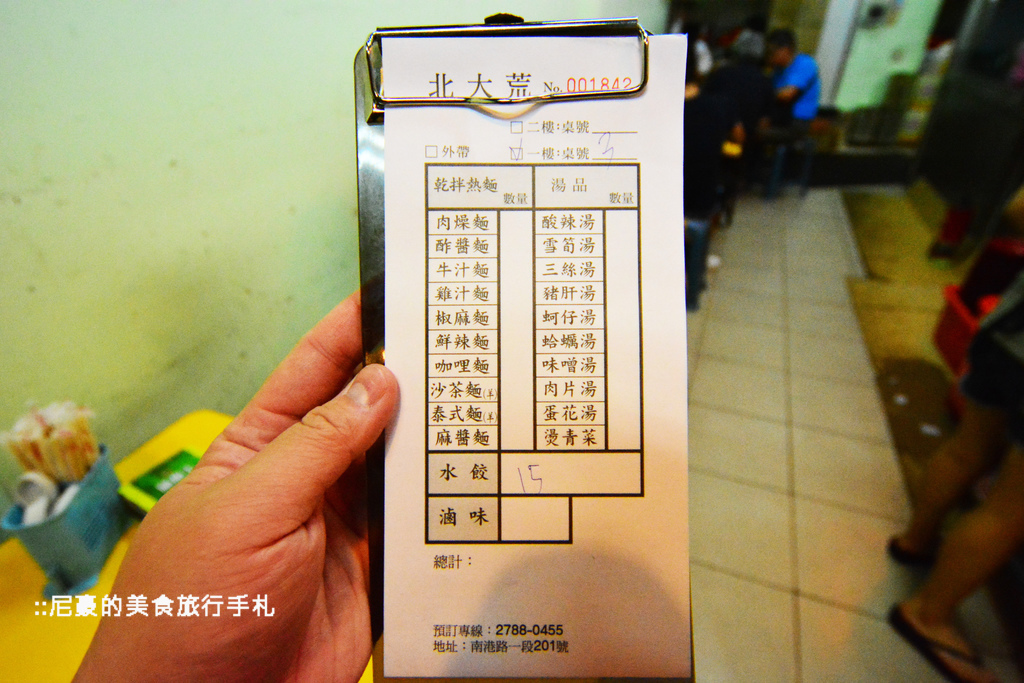 北大荒 No.001842
□二樓:桌號
□外帶 ☑一樓:桌號 3
乾拌熱麵 數量 湯品 數量
肉燥麵 酸辣湯
酢醬麵 雪筍湯
牛汁麵 三絲湯
雞汁麵 豬肝湯
椒麻麵 蚵仔湯
鮮辣麵 蛤蠣湯
咖哩麵 味噌湯
沙茶麵(羊) 肉片湯
泰式麵(羊) 蛋花湯
麻醬麵 燙青菜
水餃 15
滷味
總計：
預訂專線：2788-0455
地址：南港路一段201號
::尼豪的美食旅行手札